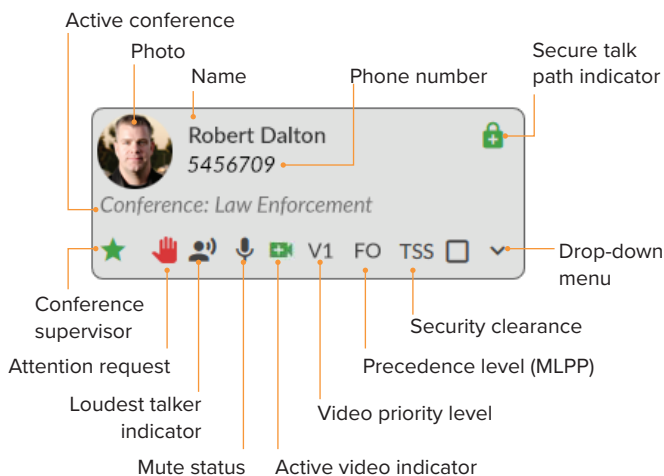 Active conference
Photo
Name
Phone number
Secure talk
path indicator
Robert Dalton
5456709
Conference: Law Enforcement
V1 FO TSS
Drop-down
menu
Conference
supervisor
Security clearance
Attention request
Precedence level (MLPP)
Loudest talker
indicator
Video priority level
Mute status
Active video indicator